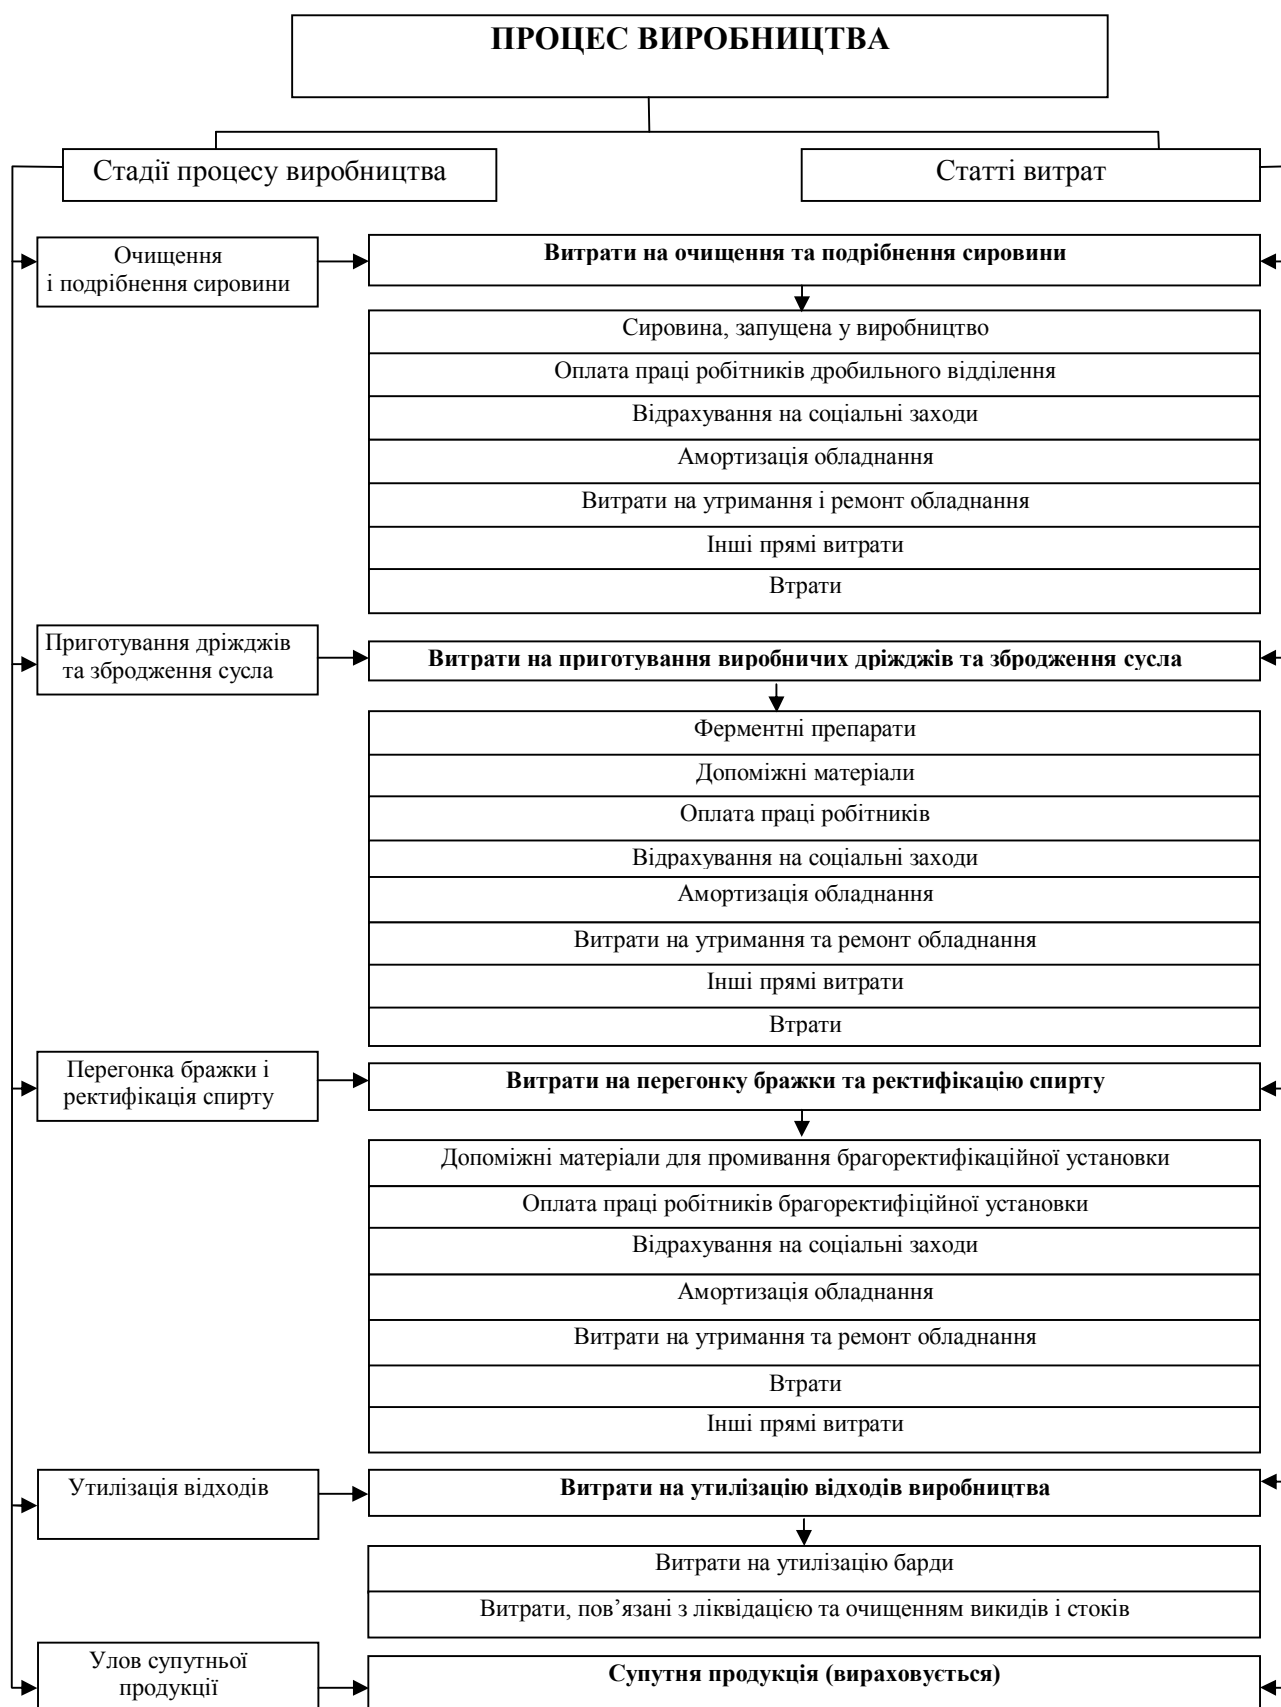 ПРОЦЕС ВИРОБНИЦТВА
Стадії процесу виробництва
Статті витрат
Очищення
і подрібнення сировини
Витрати на очищення та подрібнення сировини
Сировина, запущена у виробництво
Оплата праці робітників дробильного відділення
Відрахування на соціальні заходи
Амортизація обладнання
Витрати на утримання і ремонт обладнання
Інші прямі витрати
Втрати
Приготування дріжджів
та збродження сусла
Витрати на приготування виробничих дріжджів та збродження сусла
Ферментні препарати
Допоміжні матеріали
Оплата праці робітників
Відрахування на соціальні заходи
Амортизація обладнання
Витрати на утримання та ремонт обладнання
Інші прямі витрати
Втрати
Перегонка бражки і
ректифікація спирту
Витрати на перегонку бражки та ректифікацію спирту
Допоміжні матеріали для промивання брагоректифікаційної установки
Оплата праці робітників брагоректифіційної установки
Відрахування на соціальні заходи
Амортизація обладнання
Витрати на утримання та ремонт обладнання
Втрати
Інші прямі витрати
Утилізація відходів
Витрати на утилізацію відходів виробництва
Витрати на утилізацію барди
Витрати, пов’язані з ліквідацією та очищенням викидів і стоків
Улов супутньої
продукції
Супутня продукція (вираховується)